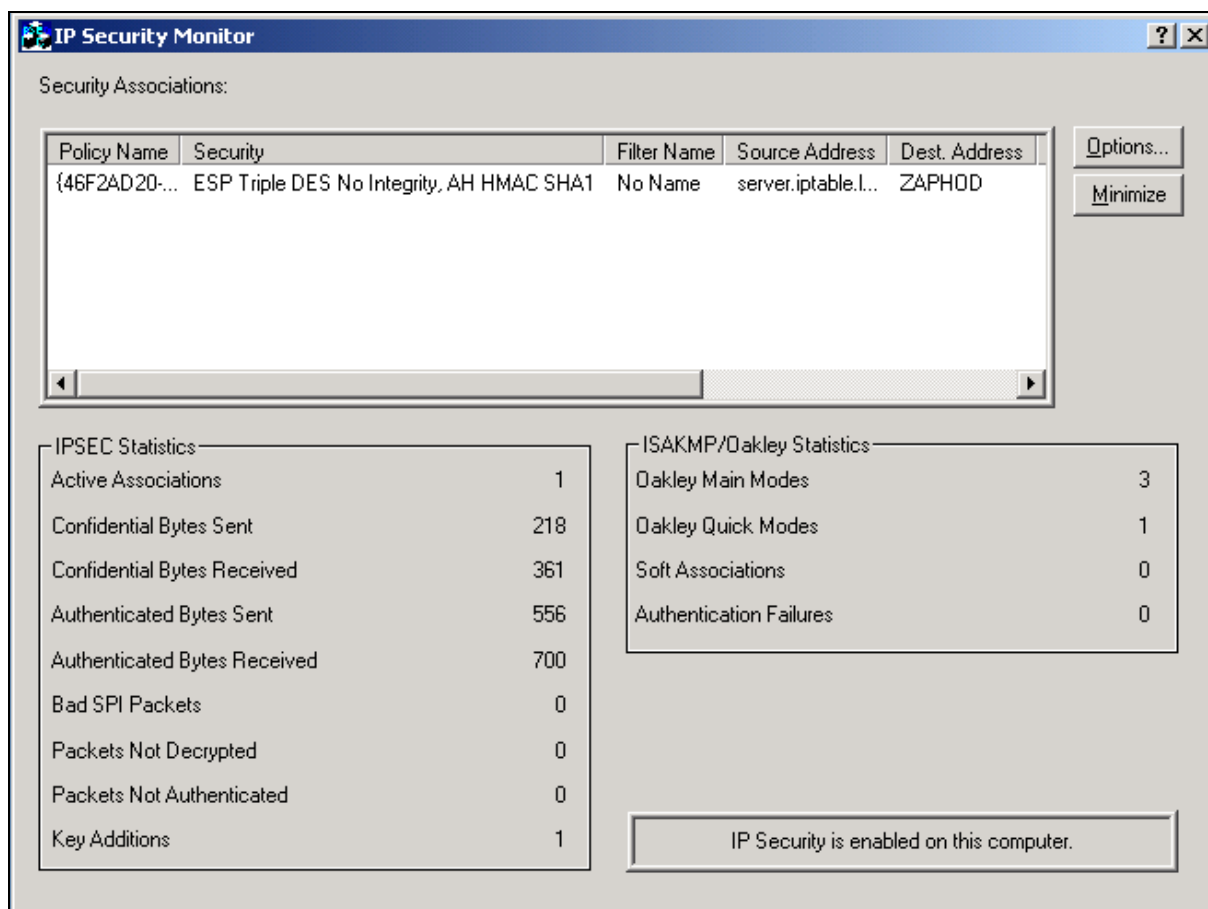 IP Security Monitor
Security Associations:
Policy Name Security Filter Name Source Address Dest. Address
{46F2AD20-... ESP Triple DES No Integrity, AH HMAC SHA1 No Name server.iptable.l... ZAPHOD
Options...
Minimize
IPSEC Statistics
Active Associations 1
Confidential Bytes Sent 218
Confidential Bytes Received 361
Authenticated Bytes Sent 556
Authenticated Bytes Received 700
Bad SPI Packets 0
Packets Not Decrypted 0
Packets Not Authenticated 0
Key Additions 1
ISAKMP/Oakley Statistics
Oakley Main Modes 3
Oakley Quick Modes 1
Soft Associations 0
Authentication Failures 0
IP Security is enabled on this computer.